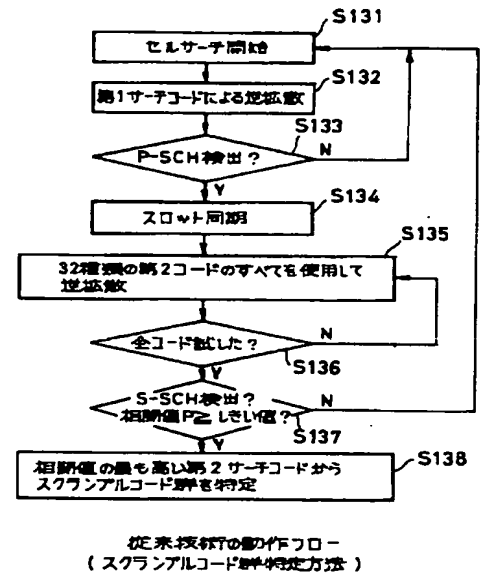 S131
セルサーチ開始
S132
第1サーチコードによる逆拡散
S133
P-SCH検出？
N
Y
S134
スロット同期
S135
32種類の第2コードのすべてを使用して
逆拡散
全コード試した？
N
S136
Y
S-SCH検出？
相関値P≧しきい値？
N
S137
Y
S138
相関値の最も高い第2サーチコードから
スクランブルコード群を特定
従来技術の動作フロー
(スクランブルコード群特定方法)